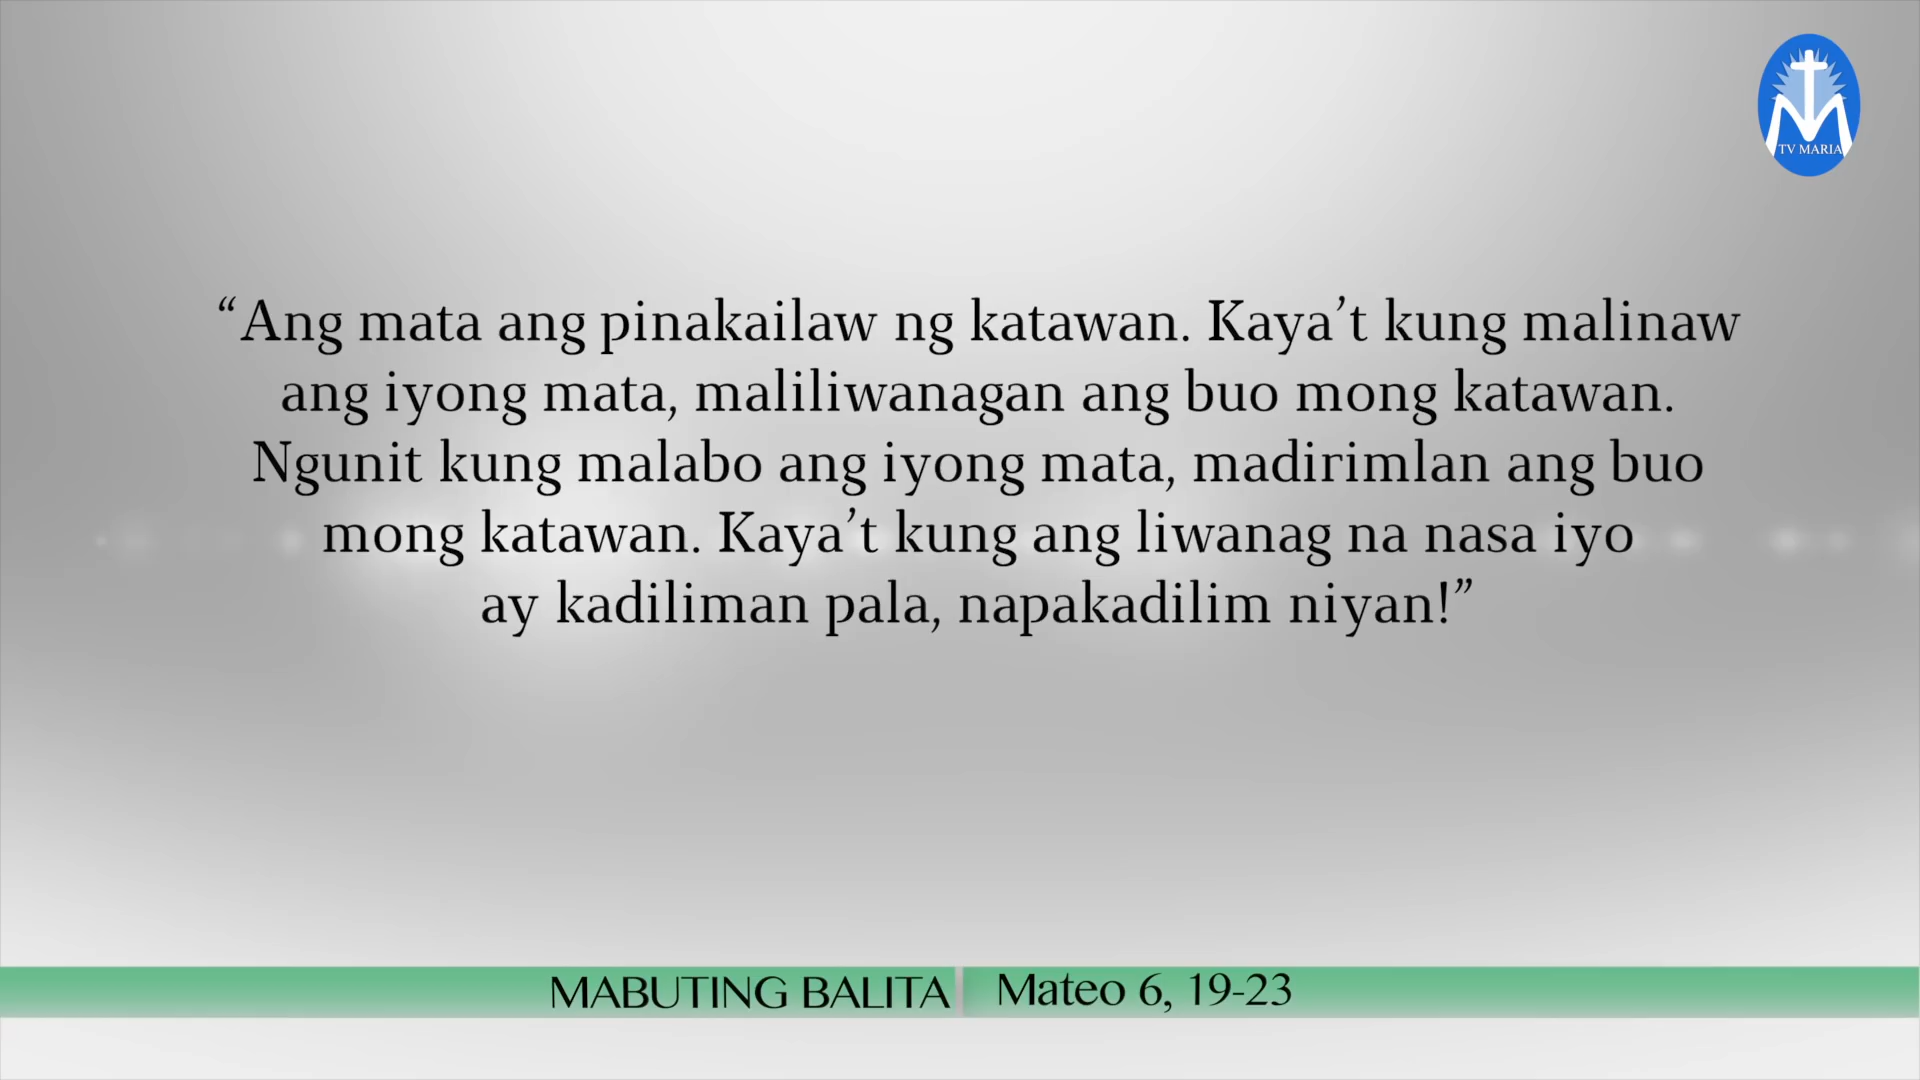 TV MARIA
“Ang mata ang pinakailaw ng katawan. Kaya’t kung malinaw
ang iyong mata, maliliwanagan ang buo mong katawan.
Ngunit kung malabo ang iyong mata, madirimlan ang buo
mong katawan. Kaya’t kung ang liwanag na nasa iyo
ay kadiliman pala, napakadilim niyan!”
MABUTING BALITA Mateo 6, 19-23